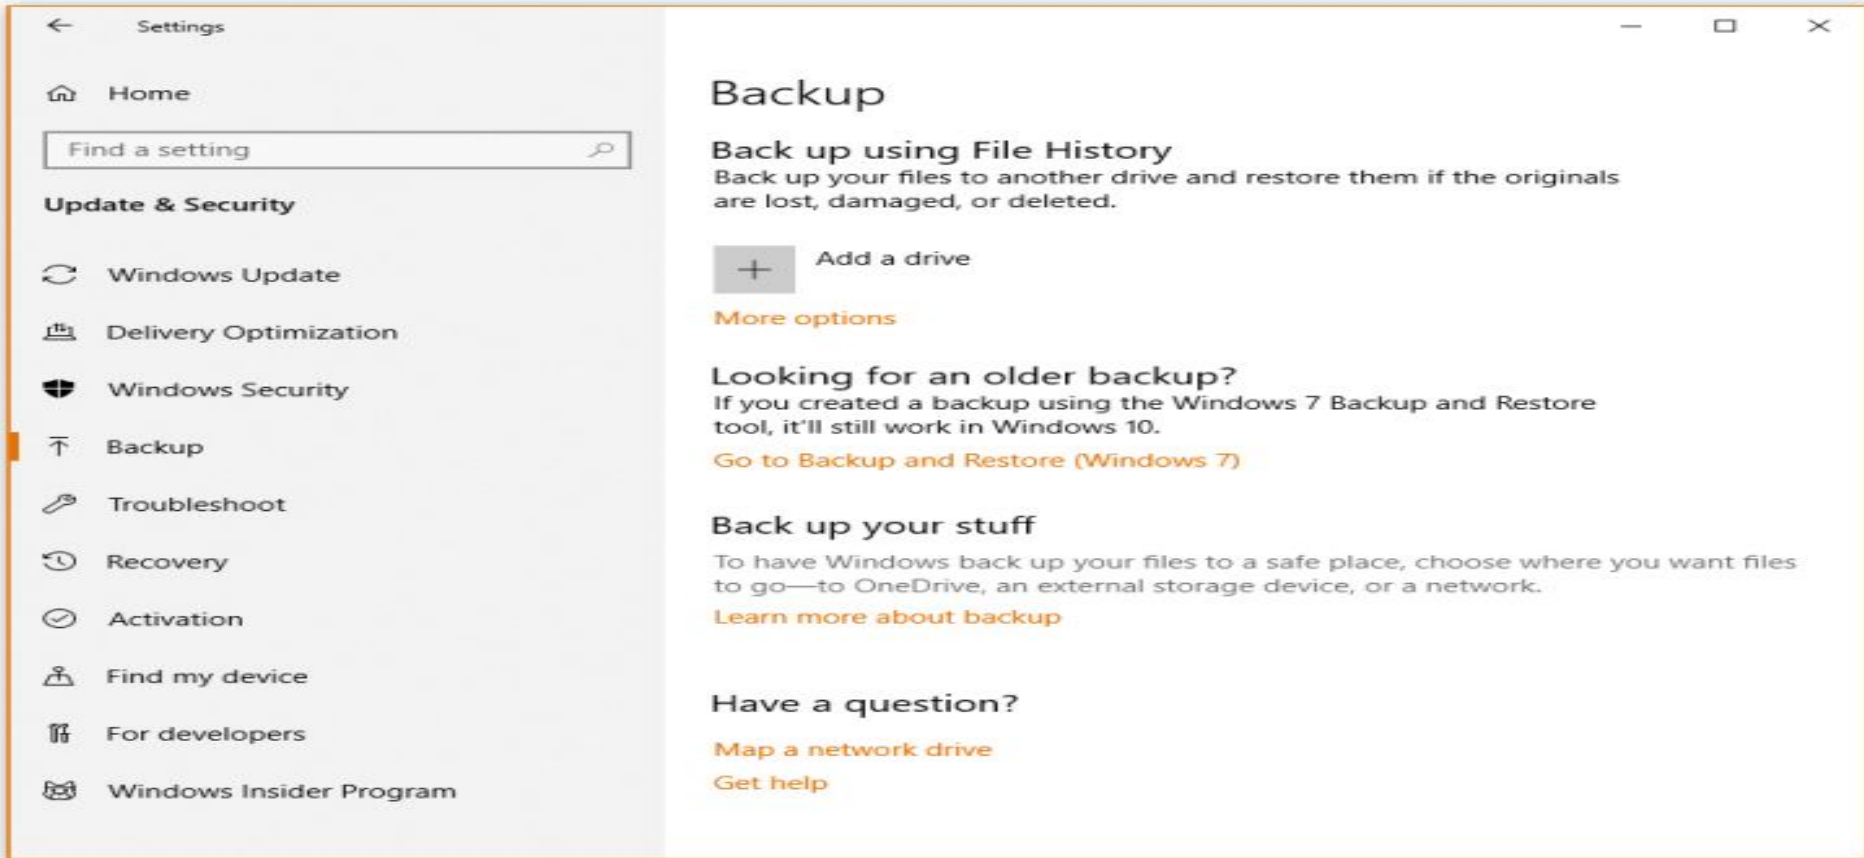 Settings
Home
Find a setting
Update & Security
Windows Update
Delivery Optimization
Windows Security
Backup
Troubleshoot
Recovery
Activation
Find my device
For developers
Windows Insider Program
Backup
Back up using File History
Back up your files to another drive and restore them if the originals
are lost, damaged, or deleted.
Add a drive
More options
Looking for an older backup?
If you created a backup using the Windows 7 Backup and Restore
tool, it'll still work in Windows 10.
Go to Backup and Restore (Windows 7)
Back up your stuff
To have Windows back up your files to a safe place, choose where you want files
to go—to OneDrive, an external storage device, or a network.
Learn more about backup
Have a question?
Map a network drive
Get help